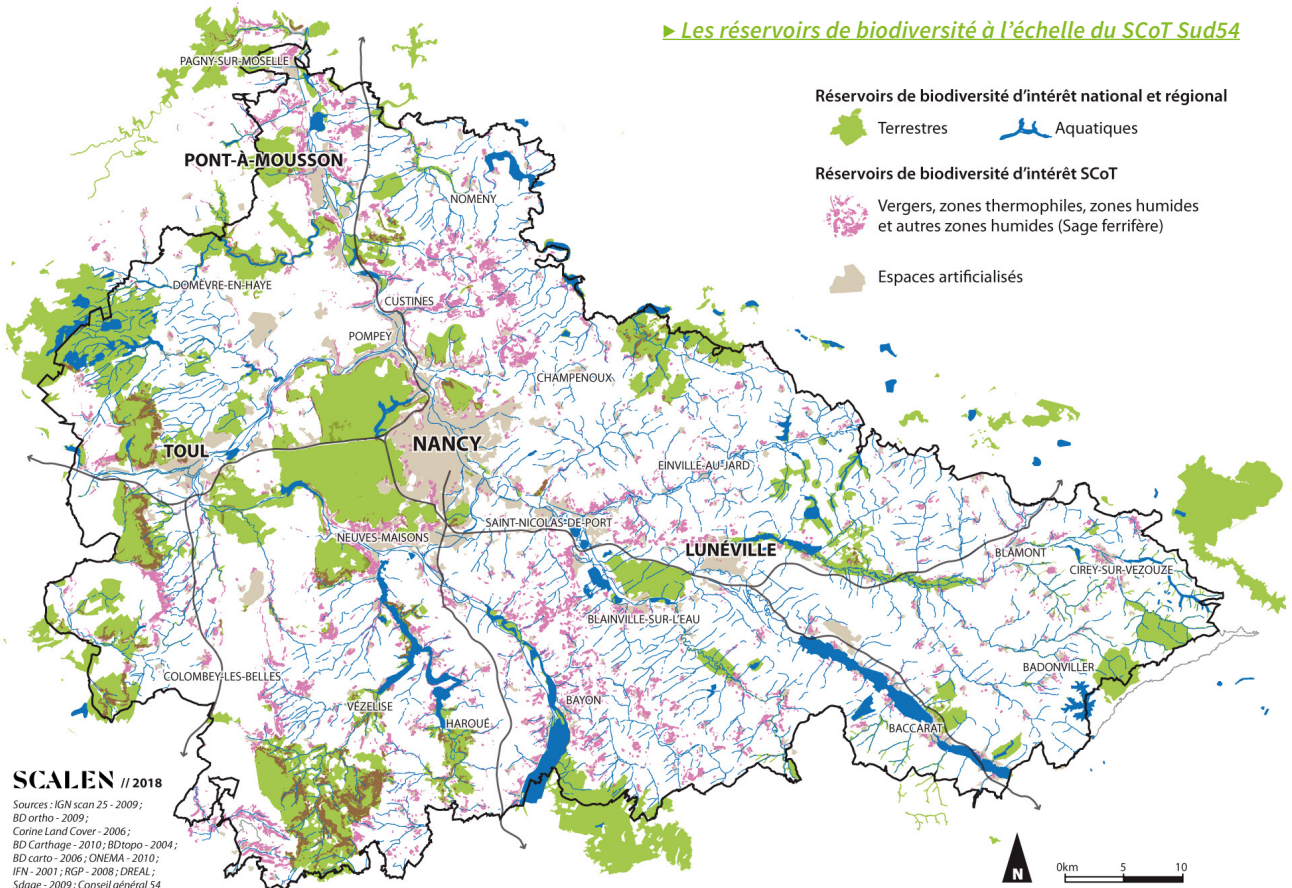 ▸ Les réservoirs de biodiversité à l'échelle du SCoT Sud54
Réservoirs de biodiversité d'intérêt national et régional
Terrestres
Aquatiques
Réservoirs de biodiversité d'intérêt SCoT
Vergers, zones thermophiles, zones humides
et autres zones humides (Sage ferrifère)
Espaces artificialisés
PAGNY-SUR-MOSELLE
PONT-À-MOUSSON
NOMENY
DOMÈVRE-EN-HAYE
CUSTINES
POMPEY
CHAMPENOUX
TOUL
NANCY
EINVILLE-AU-JARD
SAINT-NICOLAS-DE-PORT
NEUVES-MAISONS
LUNÉVILLE
BLÂMONT
CIREY-SUR-VEZOUZE
BLAINVILLE-SUR-L'EAU
BADONVILLER
COLOMBEY-LES-BELLES
VÉZELISE
BAYON
HAROUÉ
BACCARAT
SCALEN // 2018
Sources : IGN scan 25 - 2009 ;
BD ortho - 2009 ;
Corine Land Cover - 2006 ;
BD Carthage - 2010 ; BDtopo - 2004 ;
BD carto - 2006 ; ONEMA - 2010 ;
IFN - 2001 ; RGP - 2008 ; DREAL ;
Sdage - 2009 ; Conseil général 54
N
0km 5 10